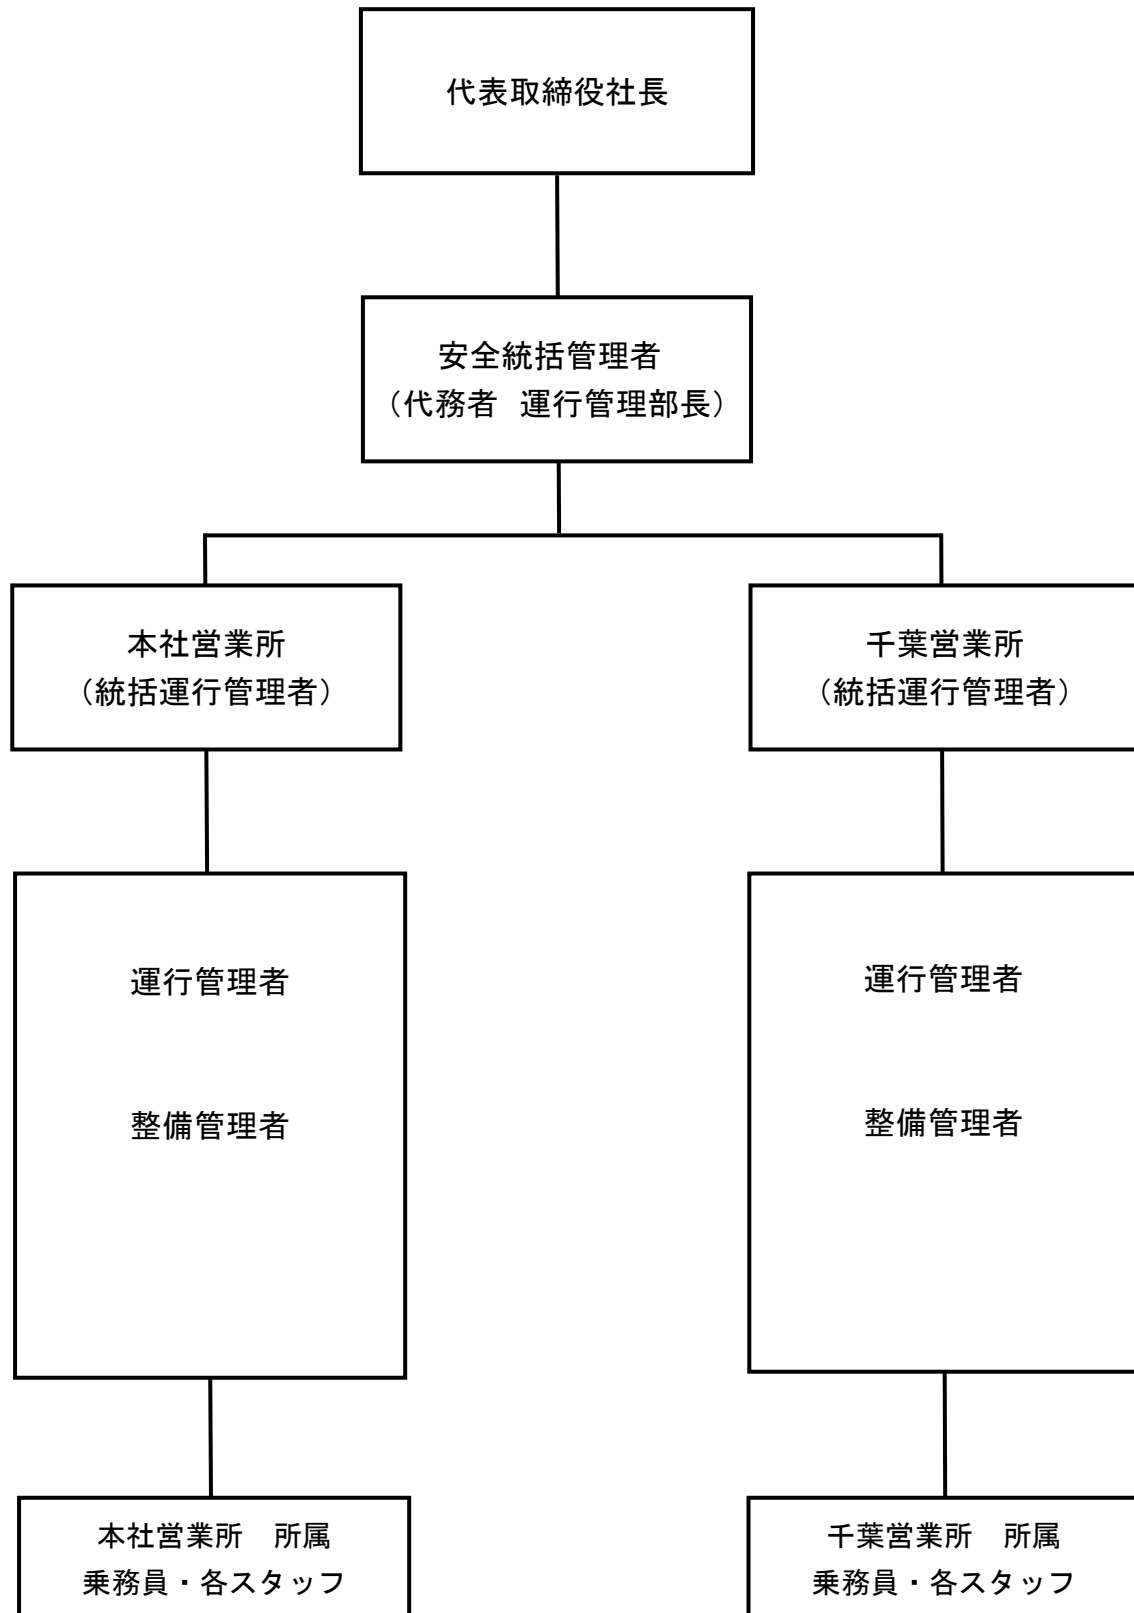 代表取締役社長
安全統括管理者
（代務者　運行管理部長）
本社営業所
（統括運行管理者）
千葉営業所
（統括運行管理者）
運行管理者
整備管理者
運行管理者
整備管理者
本社営業所　所属
乗務員・各スタッフ
千葉営業所　所属
乗務員・各スタッフ